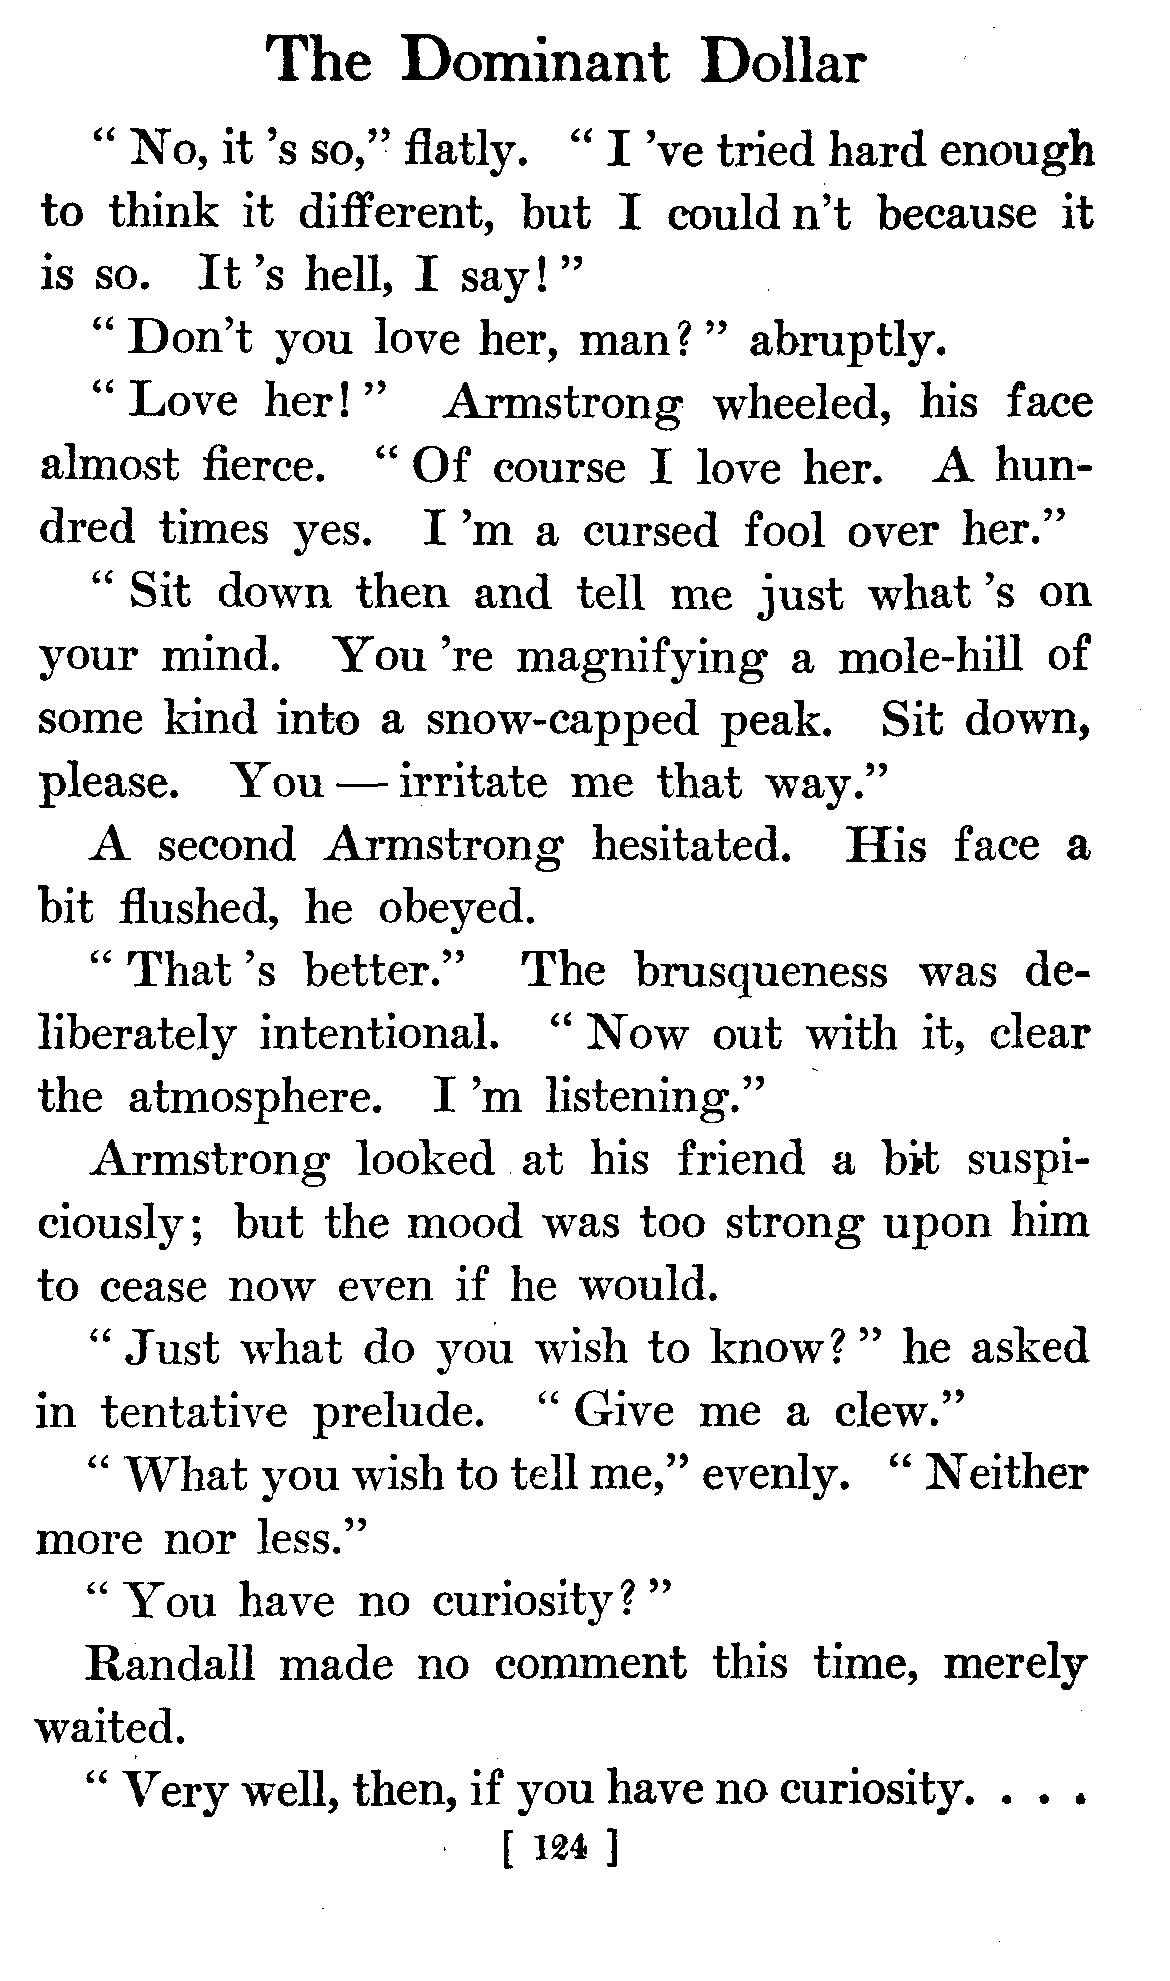 The Dominant Dollar
“ No, it ’s so,” flatly. “ I ’ve tried hard enough
to think it different, but I could n’t because it
is so. It ’s hell, I say! ”
“ Don’t you love her, man? ” abruptly.
“ Love her! ” Armstrong wheeled, his face
almost fierce. “ Of course I love her. A hun-
dred times yes. I ’m a cursed fool over her.”
“ Sit down then and tell me just what ’s on
your mind. You ’re magnifying a mole-hill of
some kind into a snow-capped peak. Sit down,
please. You — irritate me that way.”
A second Armstrong hesitated. His face a
bit flushed, he obeyed.
“ That ’s better.” The brusqueness was de-
liberately intentional. “ Now out with it, clear
the atmosphere. I ’m listening.”
Armstrong looked at his friend a bit suspi-
ciously; but the mood was too strong upon him
to cease now even if he would.
“ Just what do you wish to know? ” he asked
in tentative prelude. “ Give me a clew.”
“ What you wish to tell me,” evenly. “ Neither
more nor less.”
“ You have no curiosity? ”
Randall made no comment this time, merely
waited.
“ Very well, then, if you have no curiosity. . . .
[ 124 ]